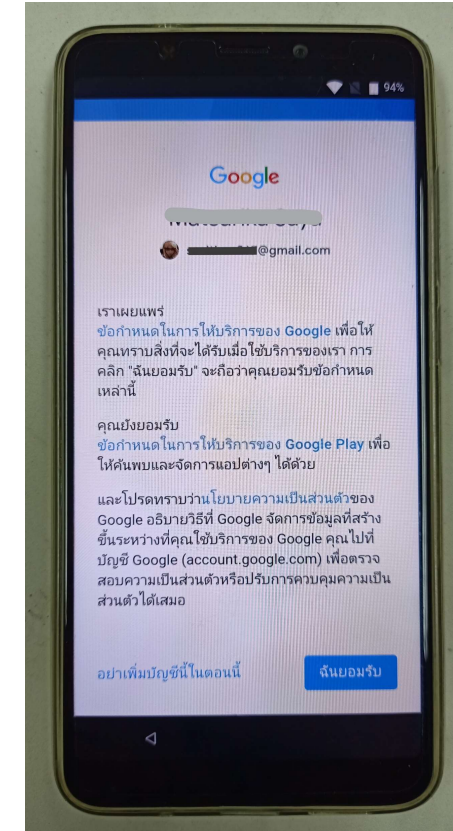 94%
Google
@gmail.com
เราเผยแพร่
ข้อกำหนดในการให้บริการของ Google เพื่อให้
คุณทราบสิ่งที่จะได้รับเมื่อใช้บริการของเรา การ
คลิก "ฉันยอมรับ" จะถือว่าคุณยอมรับข้อกำหนด
เหล่านี้
คุณยังยอมรับ
ข้อกำหนดในการให้บริการของ Google Play เพื่อ
ให้ค้นพบและจัดการแอปต่างๆ ได้ด้วย
และโปรดทราบว่านโยบายความเป็นส่วนตัวของ
Google อธิบายวิธีที่ Google จัดการข้อมูลที่สร้าง
ขึ้นระหว่างที่คุณใช้บริการของ Google คุณไปที่
บัญชี Google (account.google.com) เพื่อตรวจ
สอบความเป็นส่วนตัวหรือปรับการควบคุมความเป็น
ส่วนตัวได้เสมอ
อย่าเพิ่มบัญชีนี้ในตอนนี้
ฉันยอมรับ